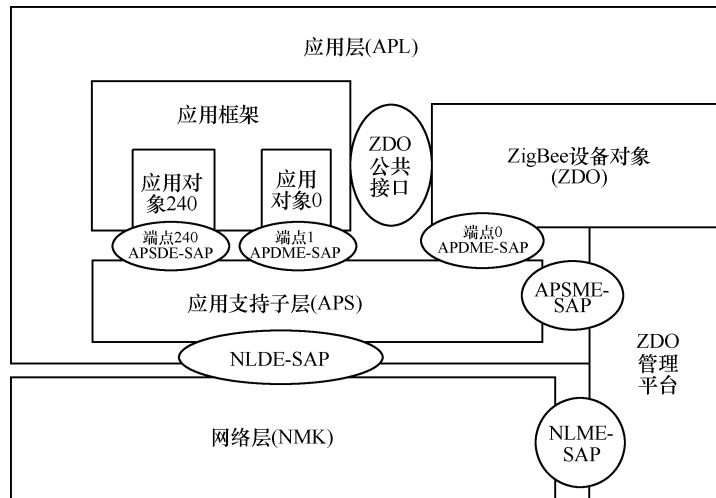 应用层(APL)
应用框架
应用对
象240
应用
对象0
ZDO
公共
接口
ZigBee设备对象
(ZDO)
端点240
APSDE-SAP
端点1
APDME-SAP
端点0
APDME-SAP
应用支持子层(APS)
APSME-
SAP
NLDE-SAP
ZDO
管理
平台
网络层(NMK)
NLME-
SAP